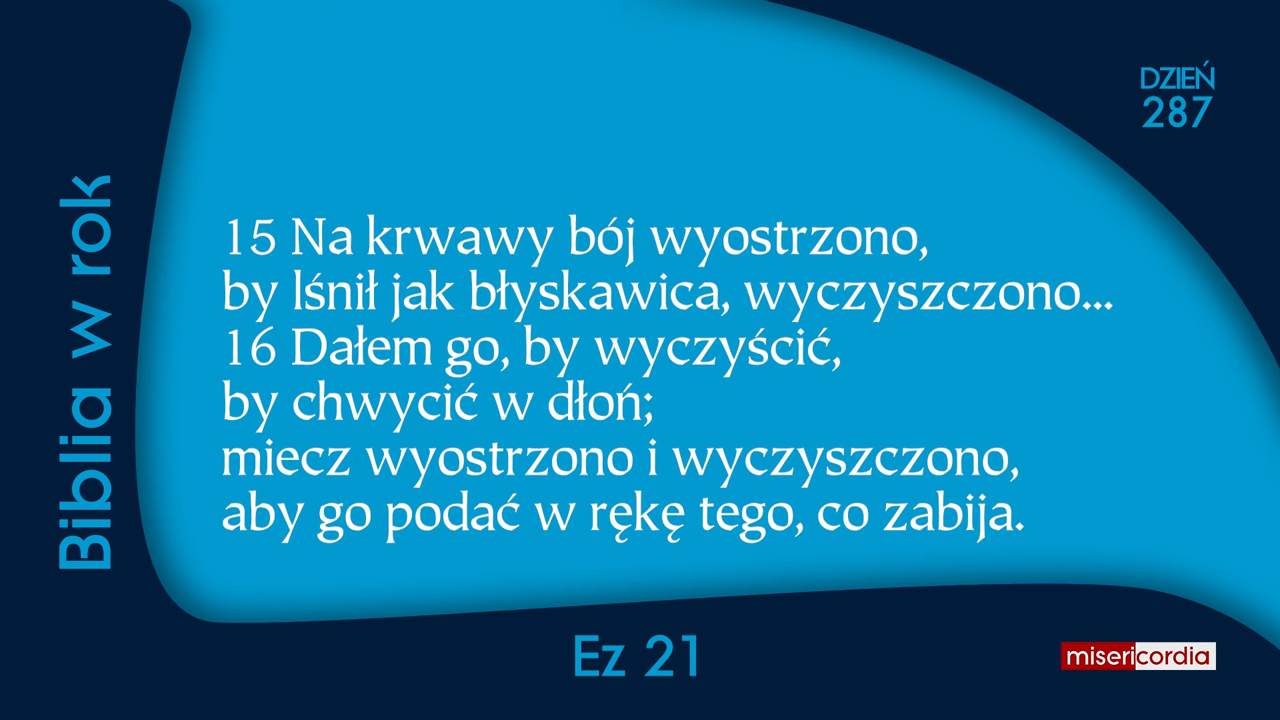 DZIEŃ
287
Biblia w rok
15 Na krwawy bój wyostrzono,
by lśnił jak błyskawica, wyczyszczono...
16 Dałem go, by wyczyścić,
by chwycić w dłoń;
miecz wyostrzono i wyczyszczono,
aby go podać w rękę tego, co zabija.
Ez 21
misericordia